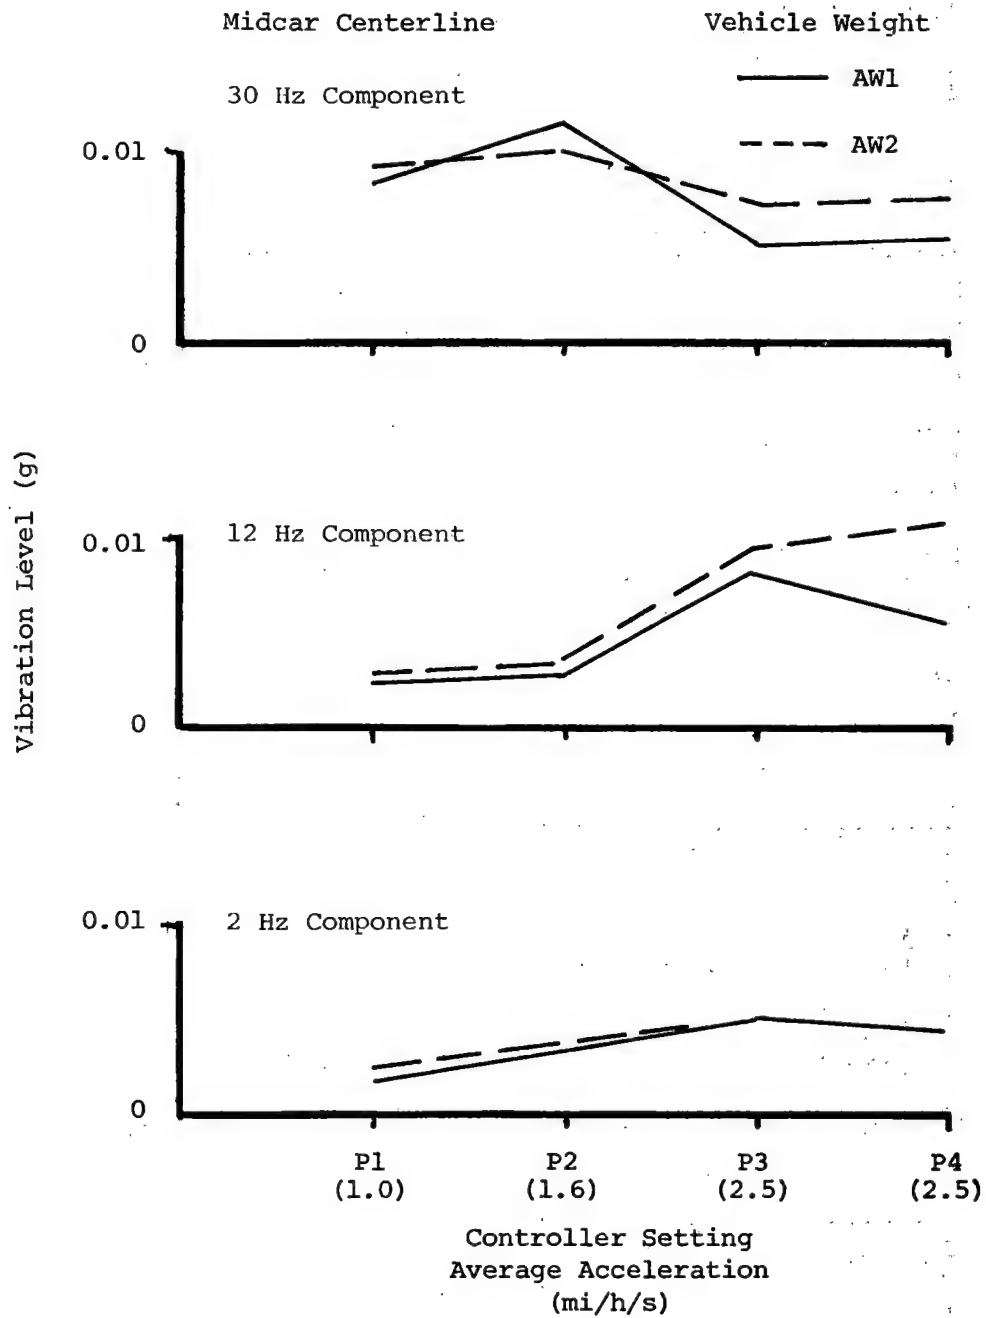 Midcar Centerline
Vehicle Weight
AW1
AW2
30 Hz Component
0.01
0
12 Hz Component
0.01
0
Vibration Level (g)
2 Hz Component
0.01
0
P1 P2 P3 P4
(1.0) (1.6) (2.5) (2.5)
Controller Setting
Average Acceleration
(mi/h/s)